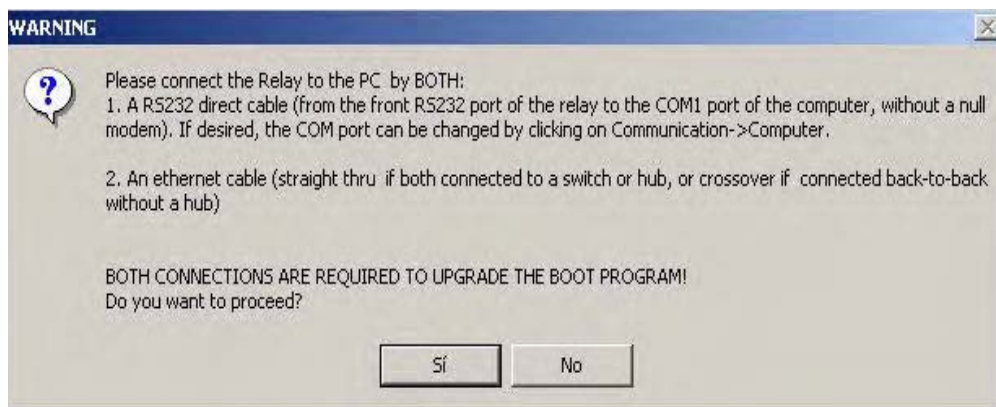 WARNING
Please connect the Relay to the PC by BOTH:
1. A RS232 direct cable (from the front RS232 port of the relay to the COM1 port of the computer, without a null
modem). If desired, the COM port can be changed by clicking on Communication->Computer.
2. An ethernet cable (straight thru if both connected to a switch or hub, or crossover if connected back-to-back
without a hub)
BOTH CONNECTIONS ARE REQUIRED TO UPGRADE THE BOOT PROGRAM!
Do you want to proceed?
Sí
No